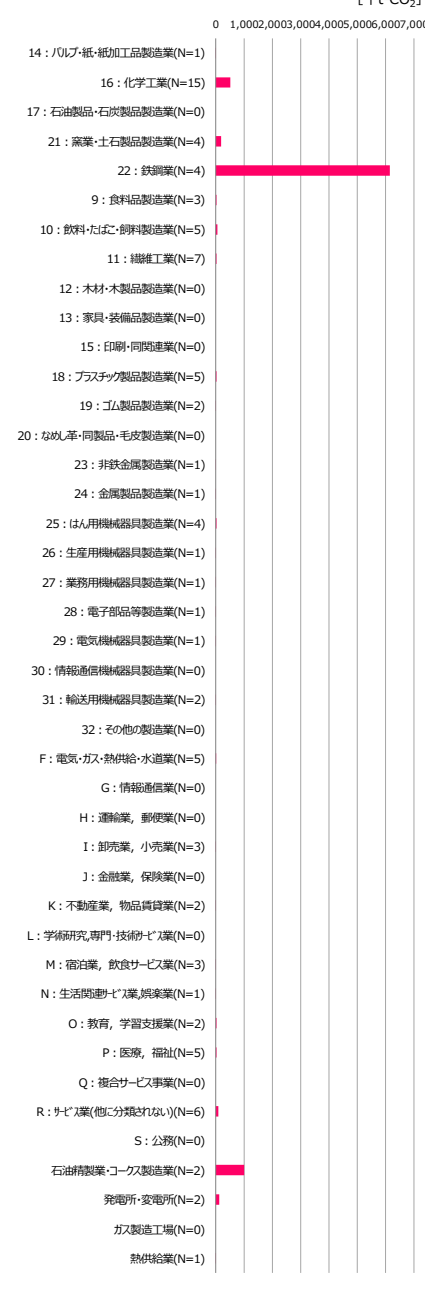 [千t-CO₂]
0 1,000 2,000 3,000 4,000 5,000 6,000 7,000
14:パルプ・紙・紙加工品製造業(N=1)
16:化学工業(N=15)
17:石油製品・石炭製品製造業(N=0)
21:窯業・土石製品製造業(N=4)
22:鉄鋼業(N=4)
9:食料品製造業(N=3)
10:飲料・たばこ・飼料製造業(N=5)
11:繊維工業(N=7)
12:木材・木製品製造業(N=0)
13:家具・装備品製造業(N=0)
15:印刷・同関連業(N=0)
18:プラスチック製品製造業(N=5)
19:ゴム製品製造業(N=2)
20:なめし革・同製品・毛皮製造業(N=0)
23:非鉄金属製造業(N=1)
24:金属製品製造業(N=1)
25:はん用機械器具製造業(N=4)
26:生産用機械器具製造業(N=1)
27:業務用機械器具製造業(N=1)
28:電子部品等製造業(N=1)
29:電気機械器具製造業(N=1)
30:情報通信機械器具製造業(N=0)
31:輸送用機械器具製造業(N=2)
32:その他の製造業(N=0)
F:電気・ガス・熱供給・水道業(N=5)
G:情報通信業(N=0)
H:運輸業，郵便業(N=0)
I:卸売業，小売業(N=3)
J:金融業，保険業(N=0)
K:不動産業，物品賃貸業(N=2)
L:学術研究,専門・技術ｻｰﾋﾞｽ業(N=0)
M:宿泊業，飲食サービス業(N=3)
N:生活関連ｻｰﾋﾞｽ業,娯楽業(N=1)
O:教育，学習支援業(N=2)
P:医療，福祉(N=5)
Q:複合サービス事業(N=0)
R:ｻｰﾋﾞｽ業(他に分類されない)(N=6)
S:公務(N=0)
石油精製業・コークス製造業(N=2)
発電所・変電所(N=2)
ガス製造工場(N=0)
熱供給業(N=1)